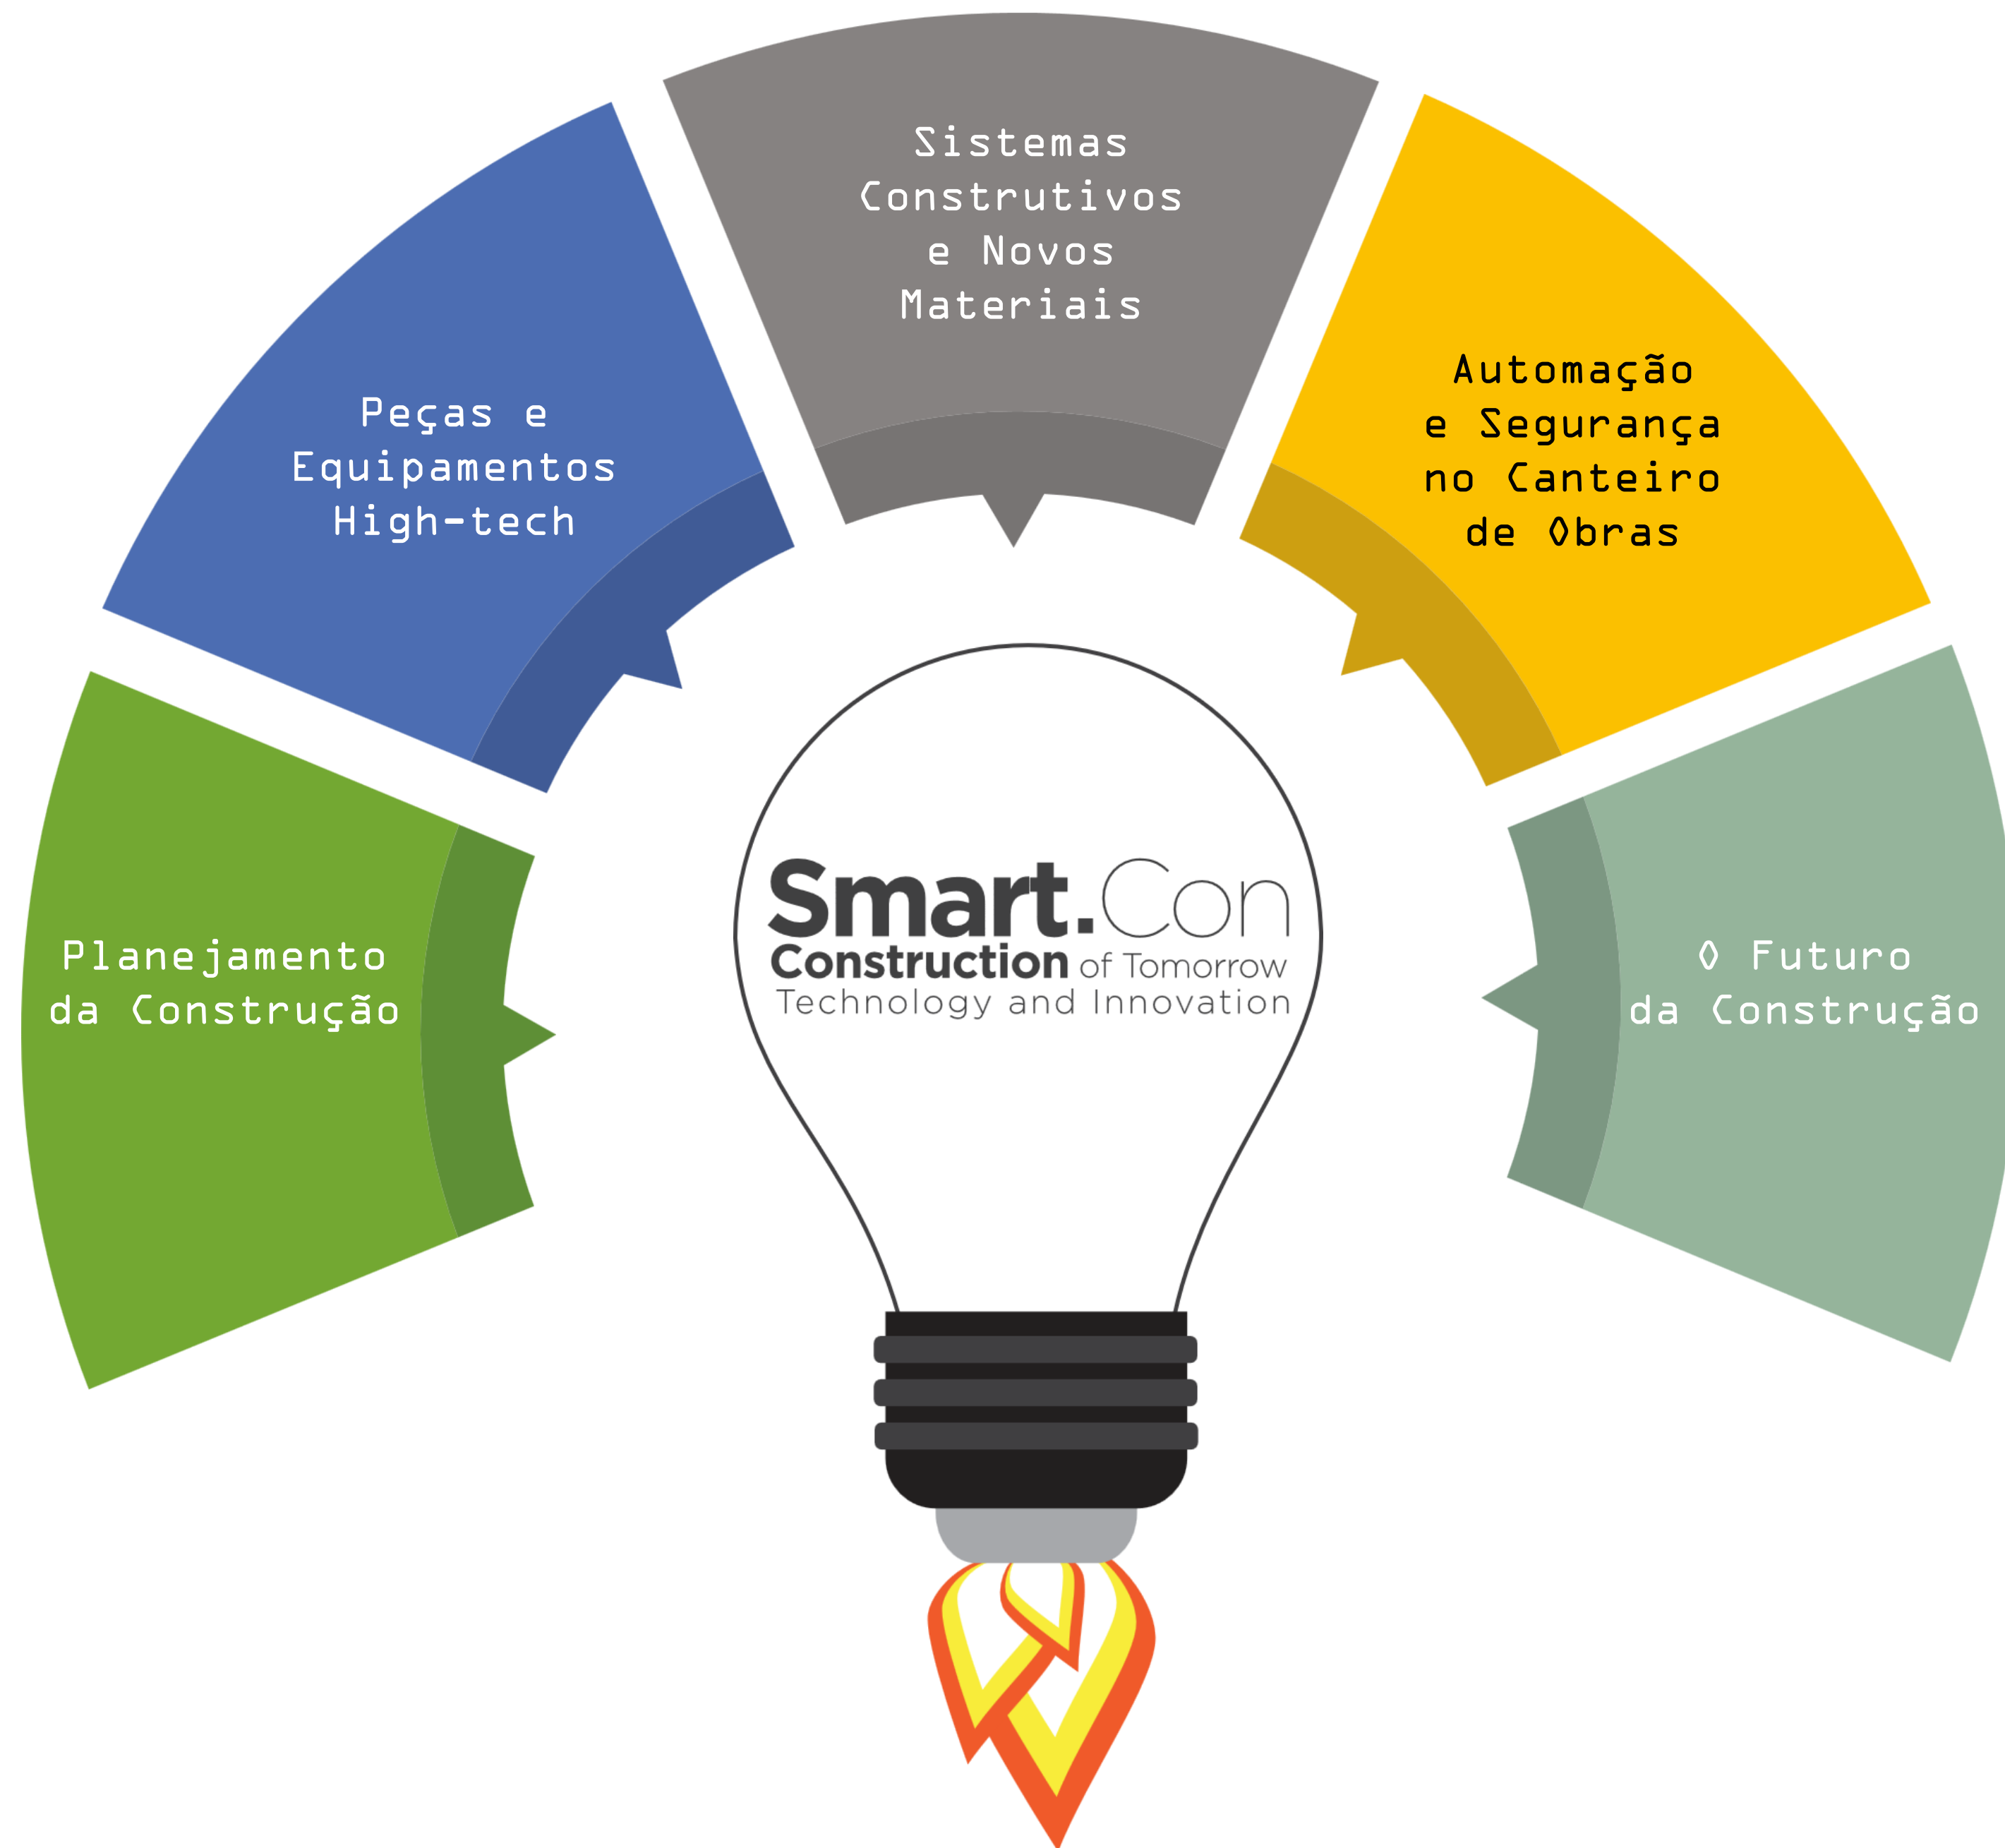 Sistemas
Construtivos
e Novos
Materiais
Peças e
Equipamentos
High-tech
Automação
e Segurança
no Canteiro
de Obras
Planejamento
da Construção
O Futuro
da Construção
Smart.Con
Construction of Tomorrow
Technology and Innovation